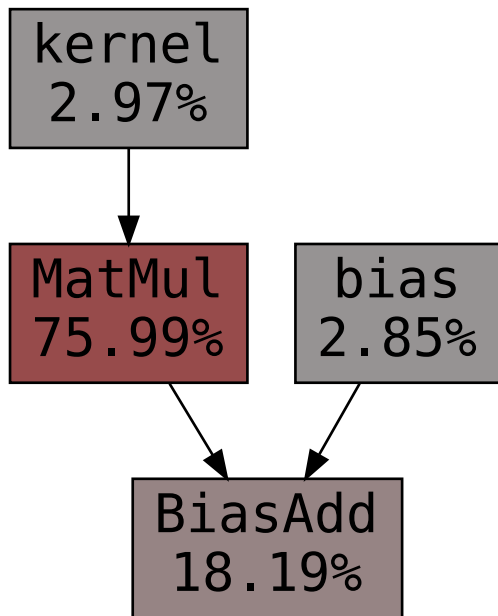 kernel
2.97%
MatMul
75.99%
bias
2.85%
BiasAdd
18.19%